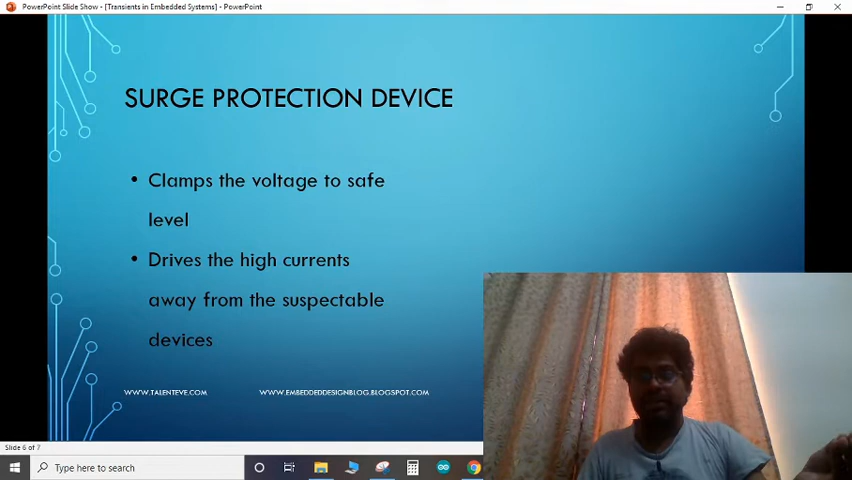 PowerPoint Slide Show - [Transients in Embedded Systems] - PowerPoint
SURGE PROTECTION DEVICE
• Clamps the voltage to safe
level
• Drives the high currents
away from the suspectable
devices
WWW.TALENTEVE.COM WWW.EMBEDDEDDESIGNBLOG.BLOGSPOT.COM
Slide 6 of 7
Type here to search